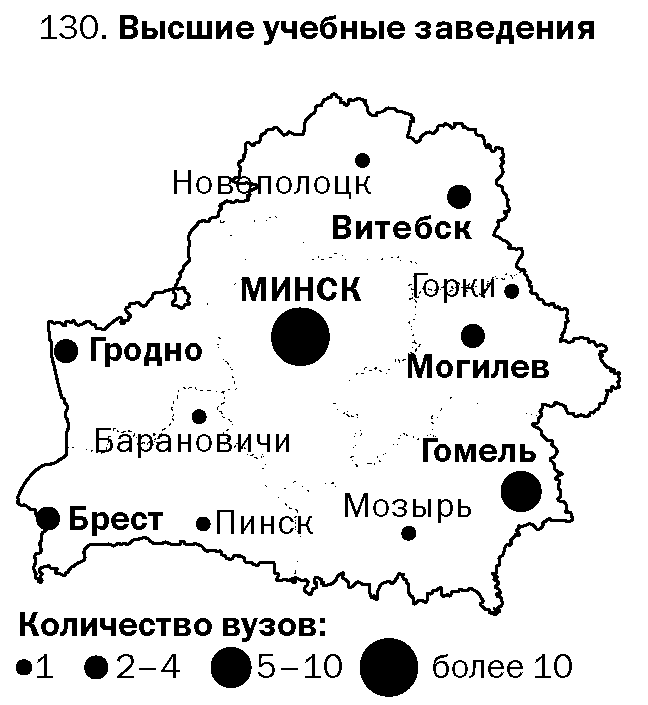 130. Высшие учебные заведения
Новополоцк
Витебск
МИНСК
Горки
Гродно
Могилев
Барановичи
Гомель
Мозырь
Брест
Пинск
Количество вузов:
1 2–4 5–10 более 10